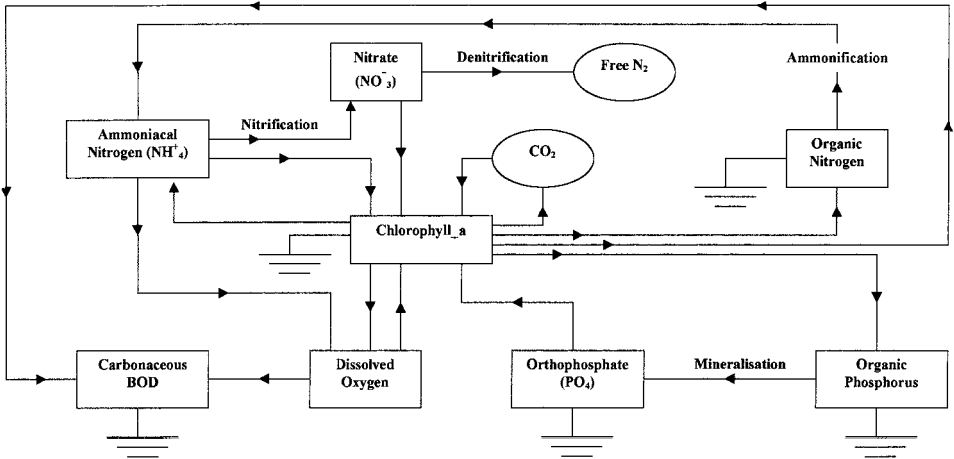 Nitrate
(NO⁻₃)
Denitrification
Free N₂
Ammonification
Ammoniacal
Nitrogen (NH⁺₄)
Nitrification
CO₂
Organic
Nitrogen
Chlorophyll_a
Carbonaceous
BOD
Dissolved
Oxygen
Orthophosphate
(PO₄)
Mineralisation
Organic
Phosphorus